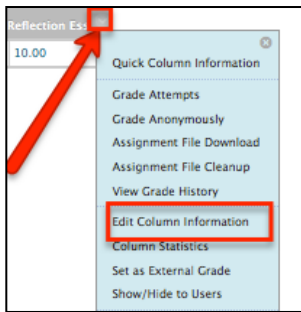 Reflection Ess
10.00
Quick Column Information
Grade Attempts
Grade Anonymously
Assignment File Download
Assignment File Cleanup
View Grade History
Edit Column Information
Column Statistics
Set as External Grade
Show/Hide to Users